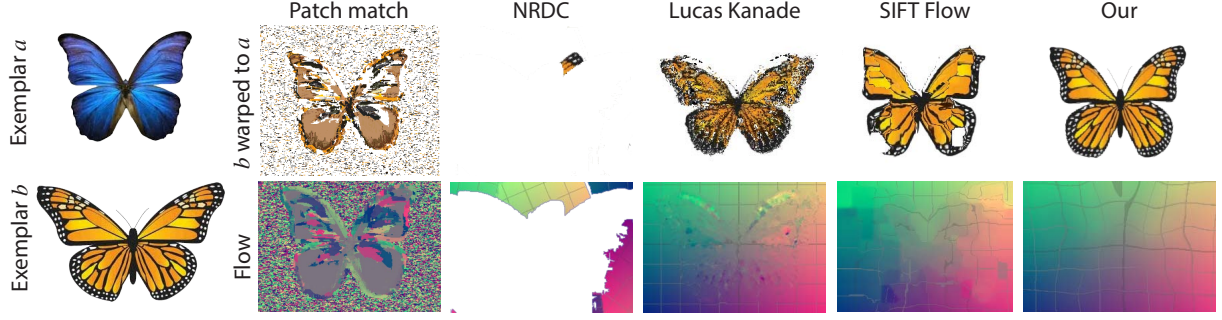 Patch match
NRDC
Lucas Kanade
SIFT Flow
Our
Exemplar a
b warped to a
Exemplar b
Flow